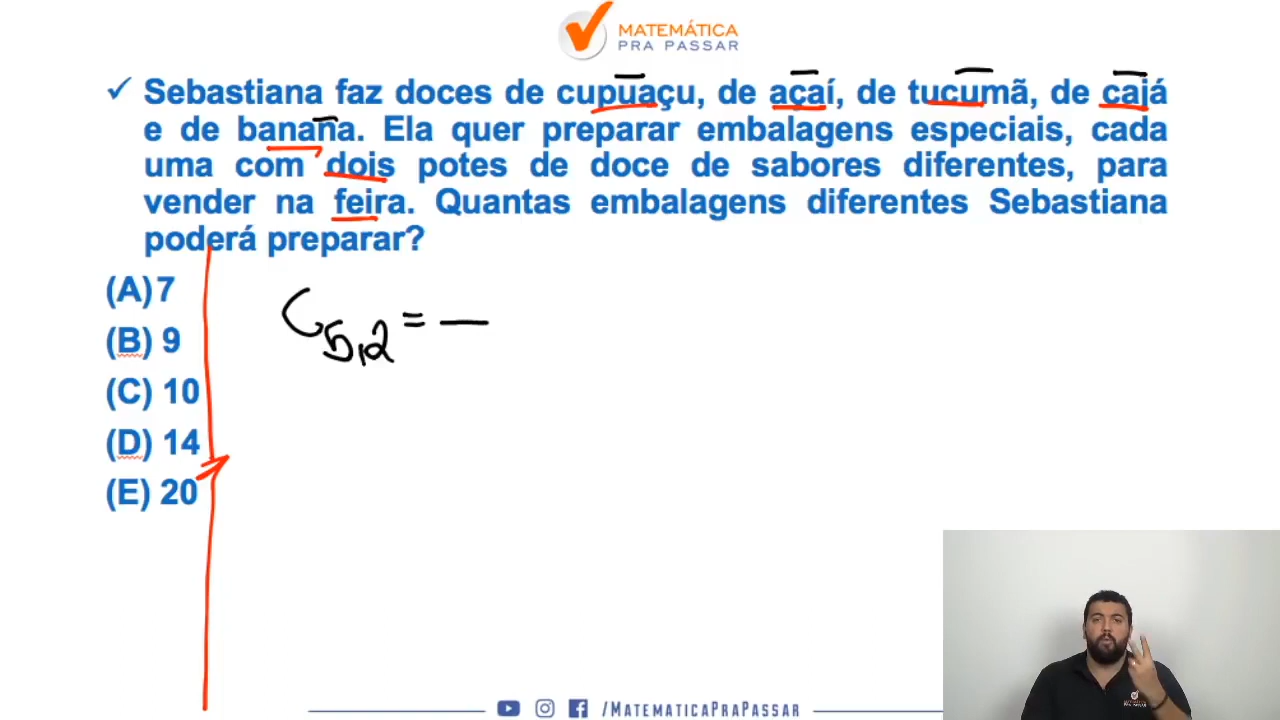 MATEMÁTICA
PRA PASSAR
✓ Sebastiana faz doces de cupuaçu, de açaí, de tucumã, de cajá
e de banana. Ela quer preparar embalagens especiais, cada
uma com dois potes de doce de sabores diferentes, para
vender na feira. Quantas embalagens diferentes Sebastiana
poderá preparar?
(A) 7
(B) 9
(C) 10
(D) 14
(E) 20
C5,2 = —
/MATEMATICAPRAPASSAR